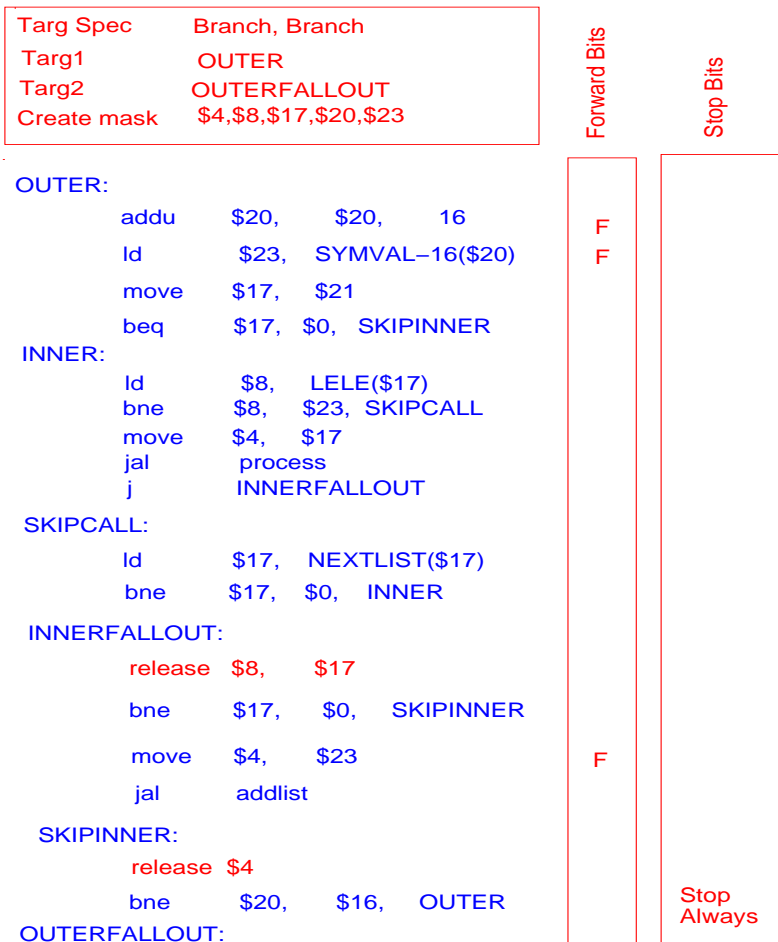 Targ Spec Branch, Branch
Targ1 OUTER
Targ2 OUTERFALLOUT
Create mask $4,$8,$17,$20,$23
Forward Bits
Stop Bits
OUTER:
addu $20, $20, 16 F
ld $23, SYMVAL−16($20) F
move $17, $21
beq $17, $0, SKIPINNER
INNER:
ld $8, LELE($17)
bne $8, $23, SKIPCALL
move $4, $17
jal process
j INNERFALLOUT
SKIPCALL:
ld $17, NEXTLIST($17)
bne $17, $0, INNER
INNERFALLOUT:
release $8, $17
bne $17, $0, SKIPINNER
move $4, $23 F
jal addlist
SKIPINNER:
release $4
bne $20, $16, OUTER Stop Always
OUTERFALLOUT: